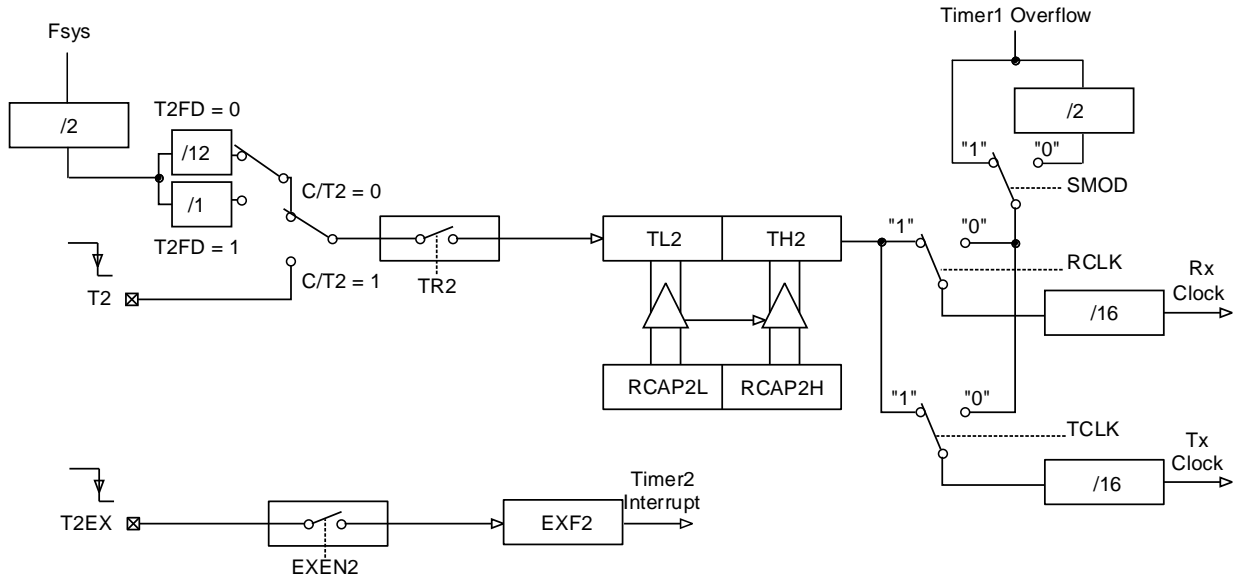 Timer1 Overflow
Fsys
T2FD = 0
/2
/2
/12
"1"
"0"
C/T2 = 0
SMOD
/1
"1"
"0"
TL2
TH2
T2FD = 1
RCLK
Rx
Clock
C/T2 = 1
TR2
T2
/16
RCAP2L
RCAP2H
"1"
"0"
TCLK
Tx
Clock
Timer2
Interrupt
/16
T2EX
EXF2
EXEN2